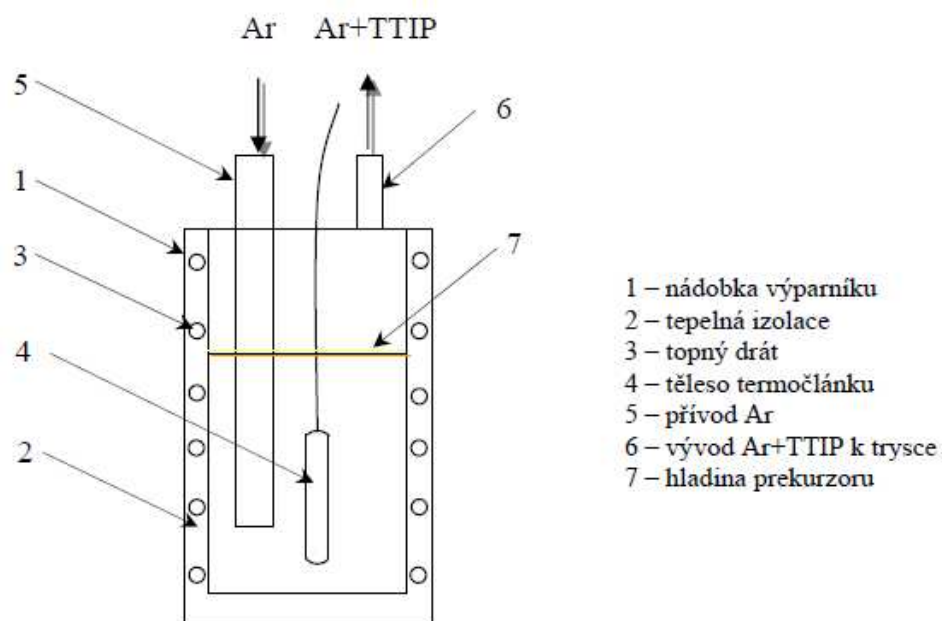 Ar
Ar+TTIP
5
6
1
7
3
4
2
1 – nádobka výparníku
2 – tepelná izolace
3 – topný drát
4 – těleso termočlánku
5 – přívod Ar
6 – vývod Ar+TTIP k trysce
7 – hladina prekurzoru